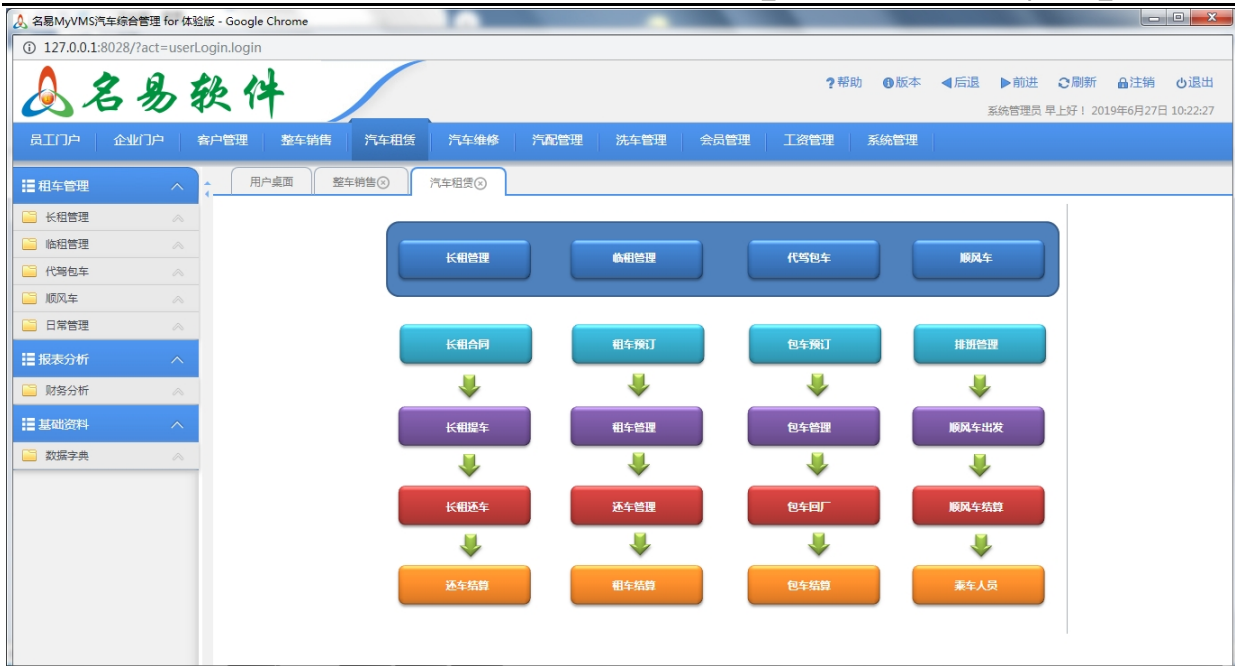 名易MyVMS汽车综合管理 for 体验版 - Google Chrome
127.0.0.1:8028/?act=userLogin.login
名易软件
帮助 版本 后退 前进 刷新 注销 退出
系统管理员 早上好！ 2019年6月27日 10:22:27
员工门户 企业门户 客户管理 整车销售 汽车租赁 汽车维修 汽配管理 洗车管理 会员管理 工资管理 系统管理
租车管理 用户桌面 整车销售 汽车租赁
长租管理
临租管理
代驾包车
顺风车
日常管理
报表分析
财务分析
基础资料
数据字典
长租管理 临租管理 代驾包车 顺风车
长租合同 租车预订 包车预订 排班管理
长租提车 租车管理 包车管理 顺风车出发
长租还车 还车管理 包车回厂 顺风车结算
还车结算 租车结算 包车结算 乘车人员